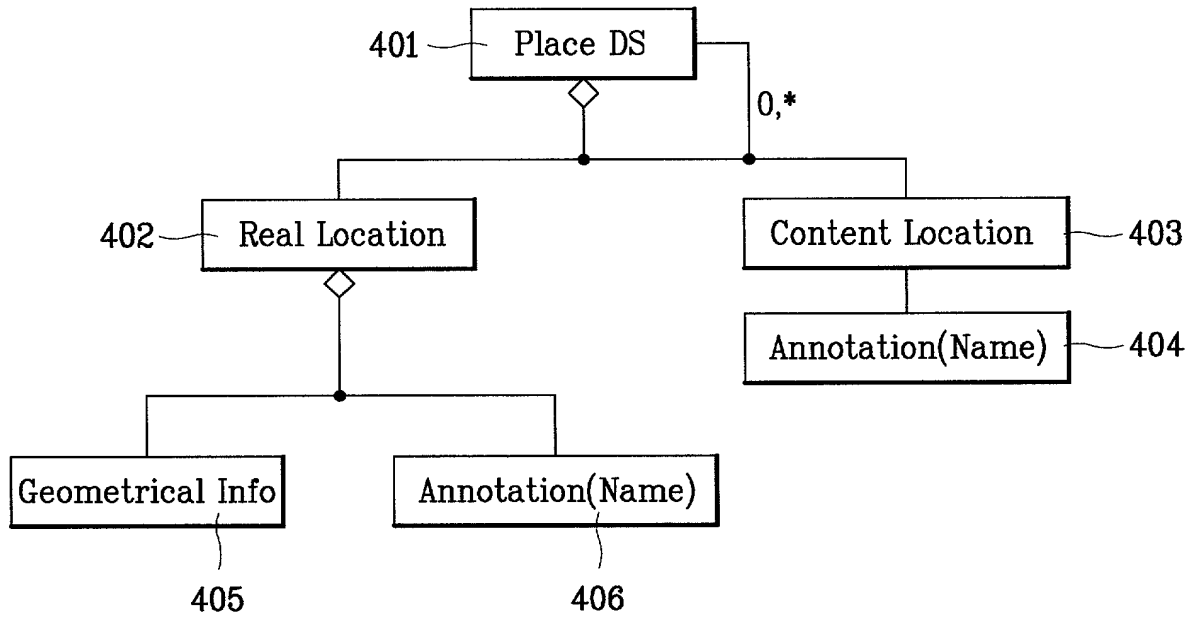 401
Place DS
0,*
402
Real Location
Content Location
403
Annotation(Name)
404
Geometrical Info
Annotation(Name)
405
406